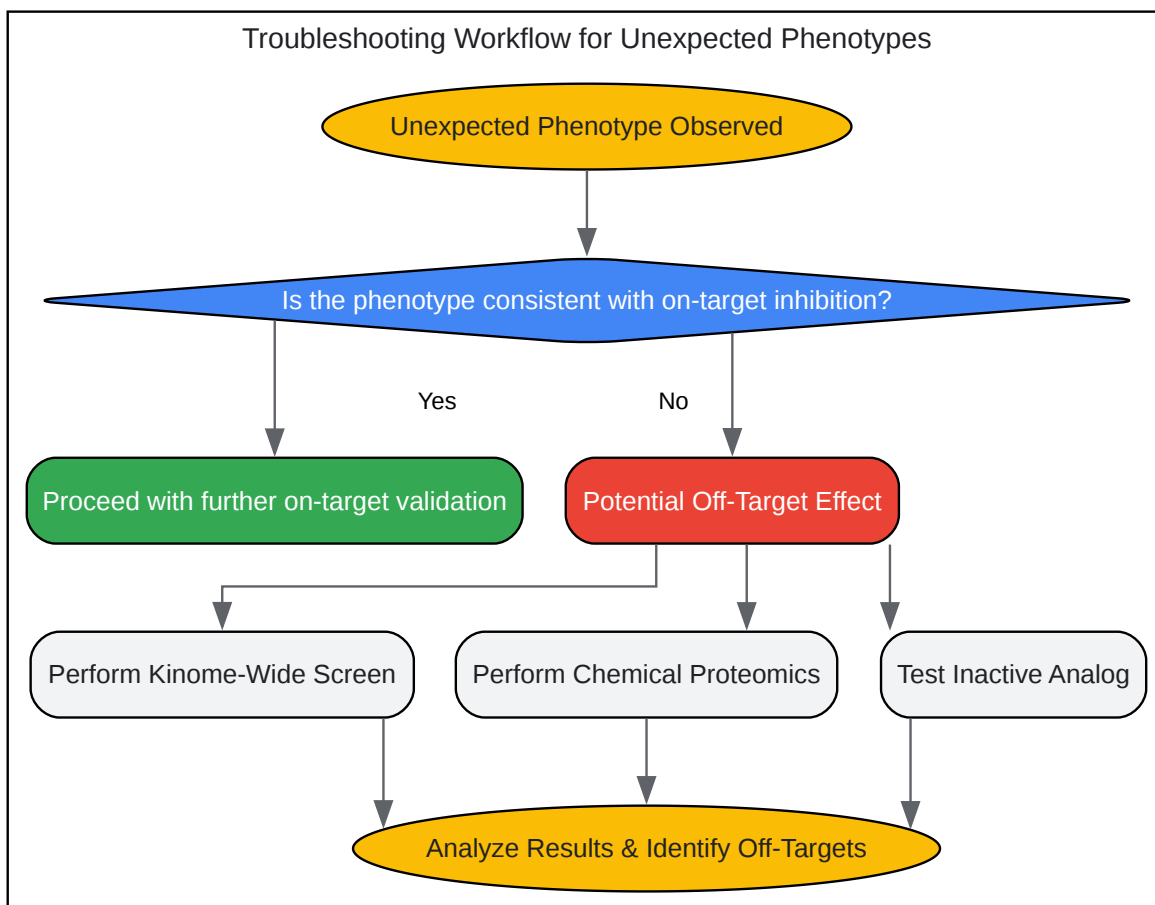 Troubleshooting Workflow for Unexpected Phenotypes
Unexpected Phenotype Observed
Is the phenotype consistent with on-target inhibition?
Yes
No
Proceed with further on-target validation
Potential Off-Target Effect
Perform Kinome-Wide Screen
Perform Chemical Proteomics
Test Inactive Analog
Analyze Results & Identify Off-Targets